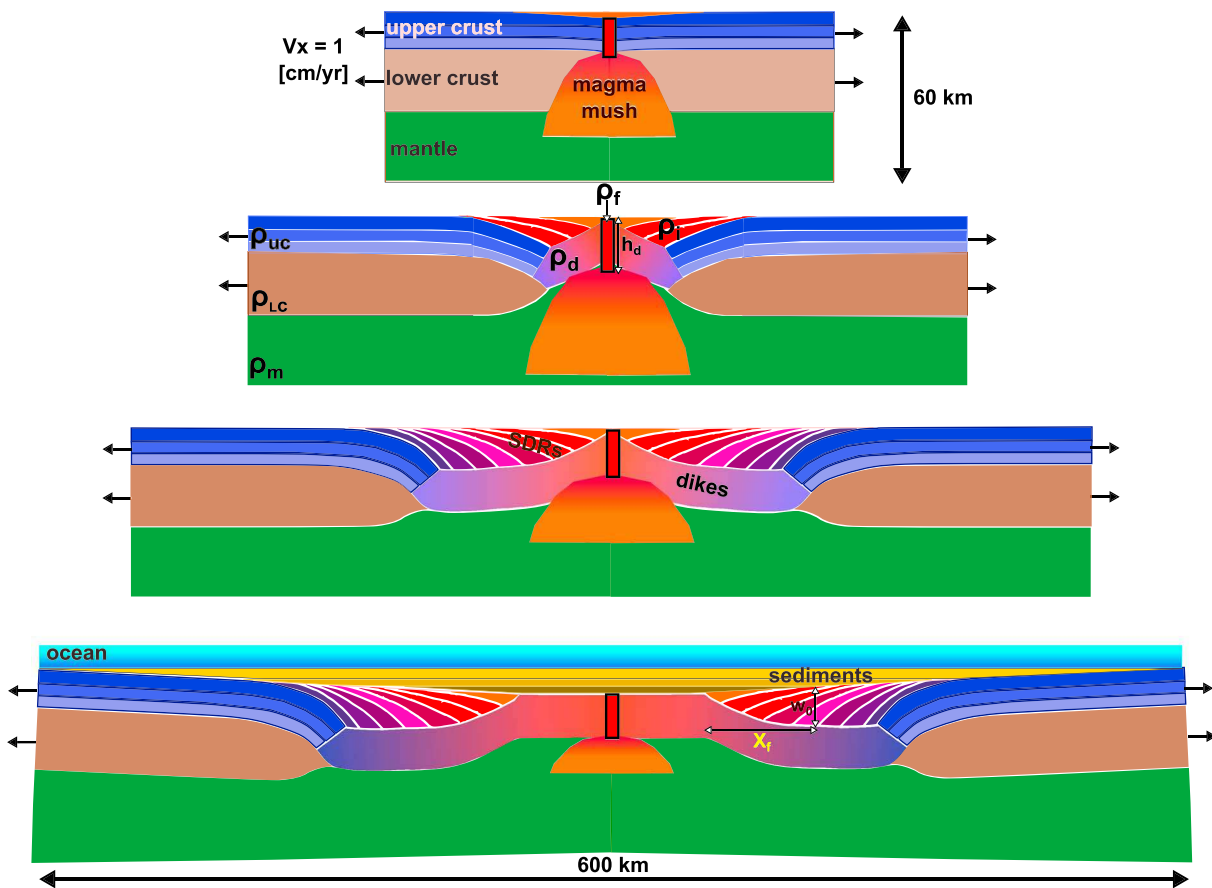 upper crust
Vx = 1
[cm/yr]
lower crust
magma
mush
60 km
mantle
ρf
ρuc
ρi
hd
ρd
ρLc
ρm
SDRs
dikes
ocean
sediments
w₀
Xf
600 km